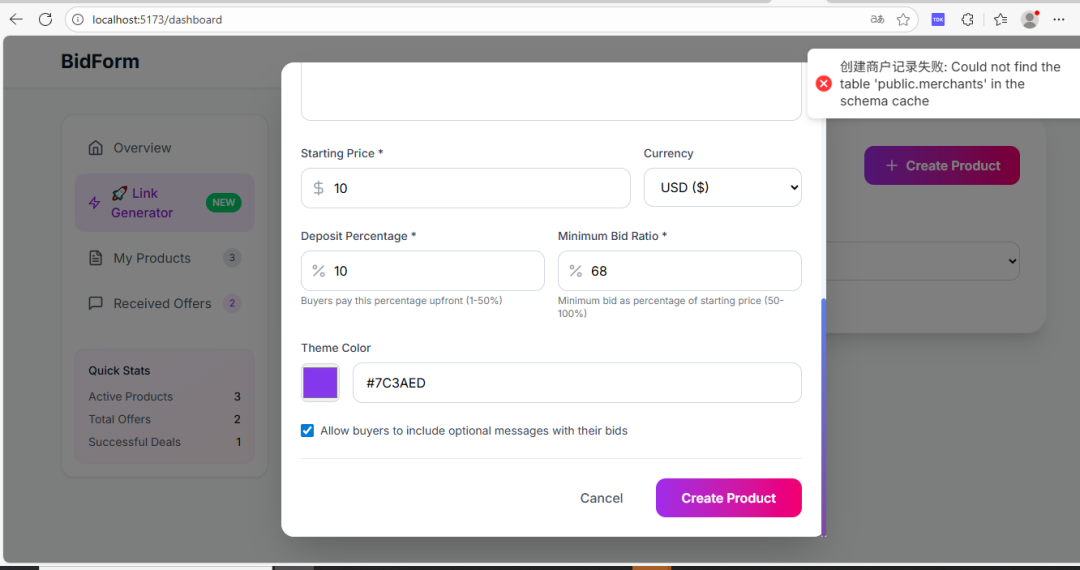 localhost:5173/dashboard
BidForm
创建商户记录失败: Could not find the
table 'public.merchants' in the
schema cache
Overview
🚀 Link
Generator
NEW
My Products
3
Received Offers
2
Quick Stats
Active Products 3
Total Offers 2
Successful Deals 1
+ Create Product
Starting Price *
Currency
$ 10
USD ($)
Deposit Percentage *
Minimum Bid Ratio *
% 10
% 68
Buyers pay this percentage upfront (1-50%)
Minimum bid as percentage of starting price (50-
100%)
Theme Color
#7C3AED
Allow buyers to include optional messages with their bids
Cancel
Create Product